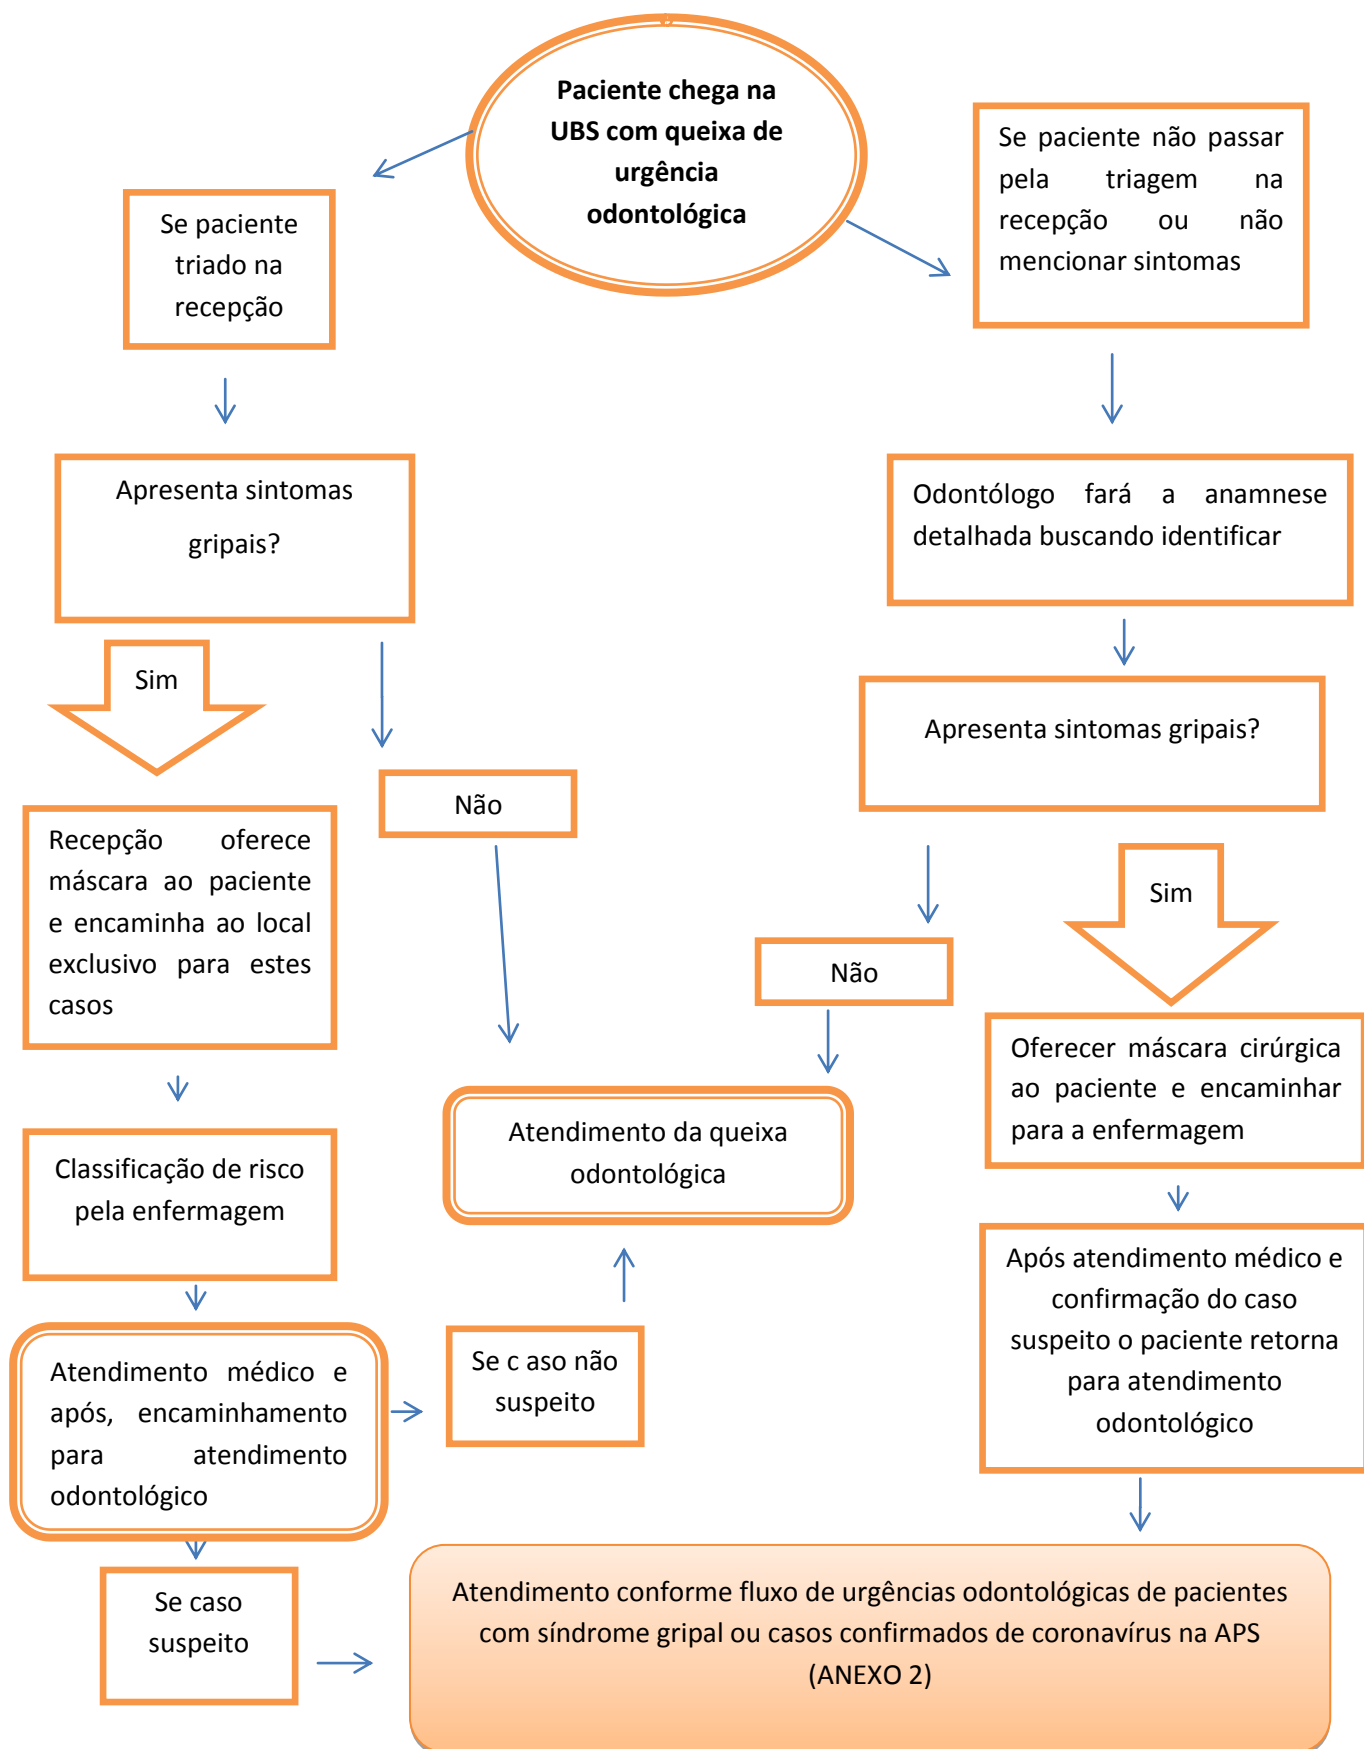 Paciente chega na
UBS com queixa de
urgência
odontológica
Se paciente
triado na
recepção
Se paciente não passar
pela triagem na
recepção ou não
mencionar sintomas
Apresenta sintomas
gripais?
Odontólogo fará a anamnese
detalhada buscando identificar
Sim
Não
Apresenta sintomas gripais?
Recepção oferece
máscara ao paciente
e encaminha ao local
exclusivo para estes
casos
Não
Sim
Classificação de risco
pela enfermagem
Atendimento da queixa
odontológica
Oferecer máscara cirúrgica
ao paciente e encaminhar
para a enfermagem
Atendimento médico e
após, encaminhamento
para atendimento
odontológico
Se c aso não
suspeito
Após atendimento médico e
confirmação do caso
suspeito o paciente retorna
para atendimento
odontológico
Se caso
suspeito
Atendimento conforme fluxo de urgências odontológicas de pacientes
com síndrome gripal ou casos confirmados de coronavírus na APS
(ANEXO 2)